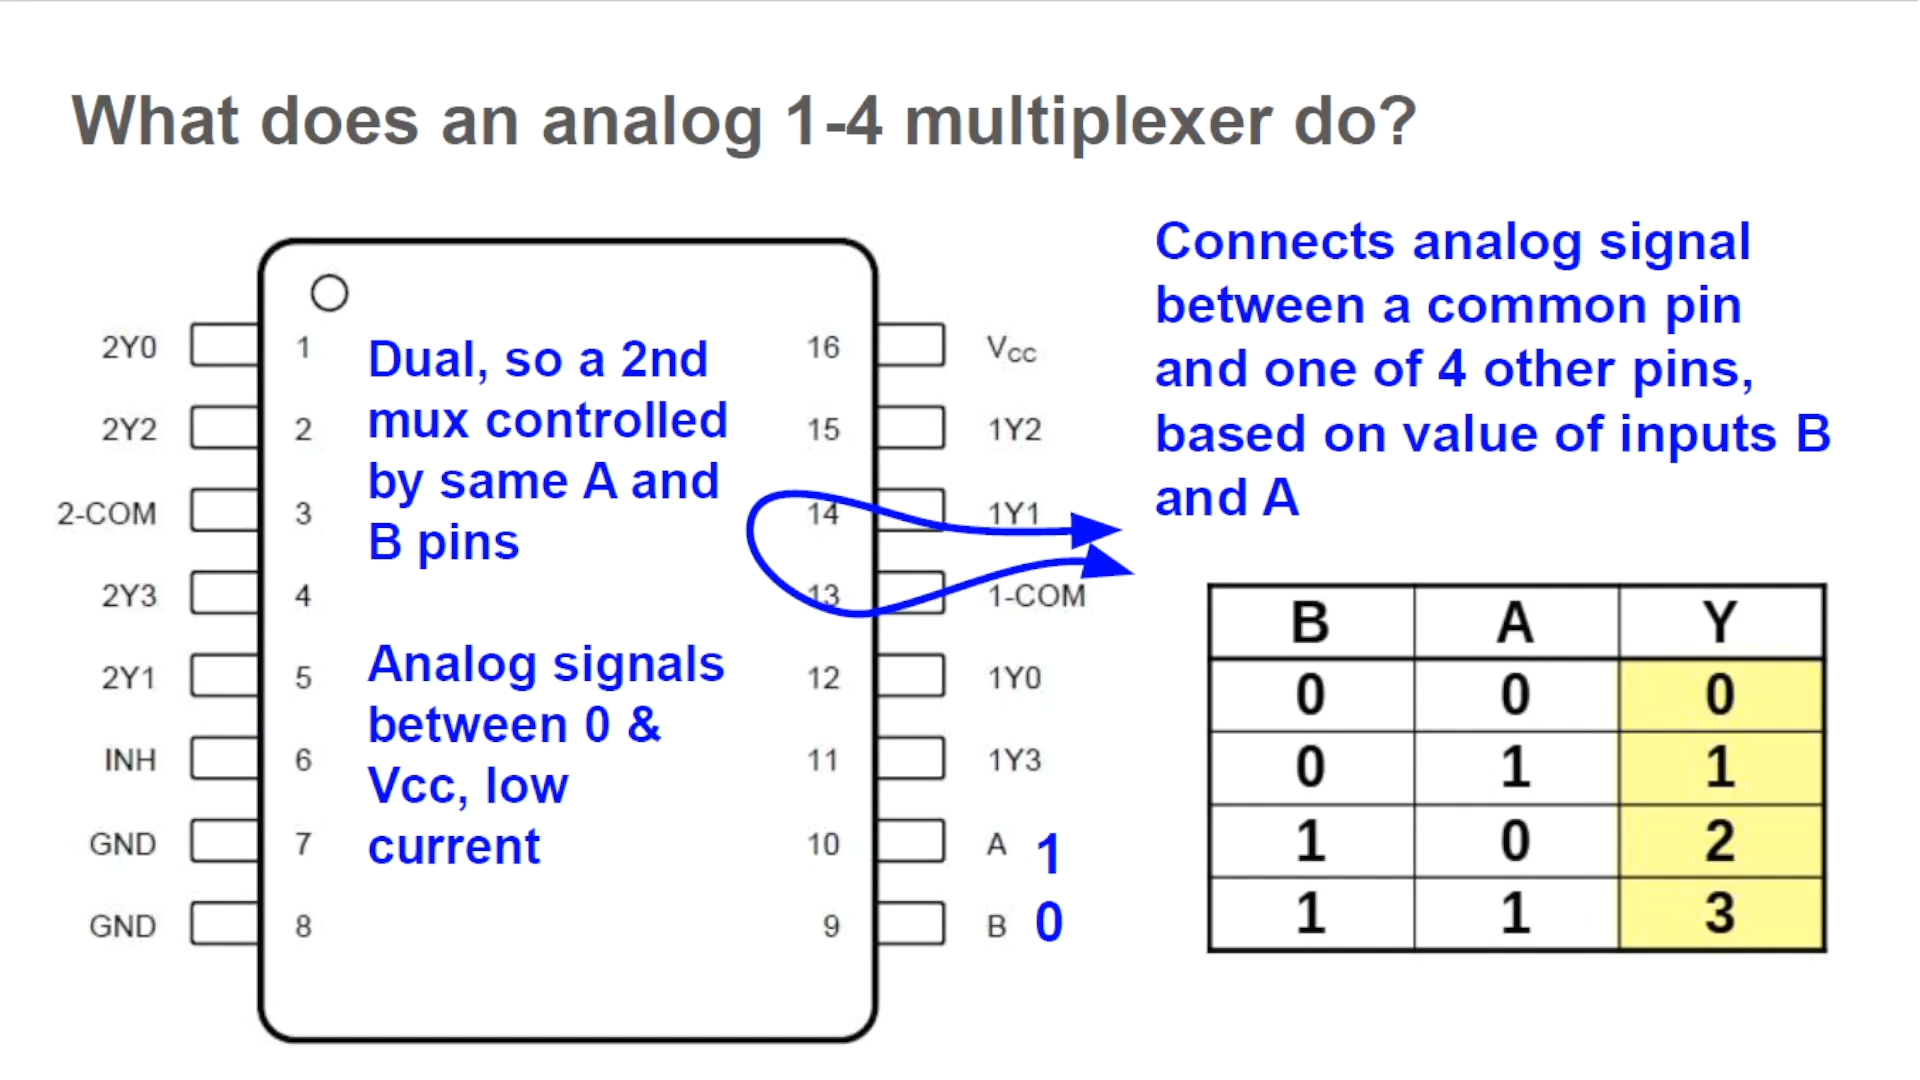 What does an analog 1-4 multiplexer do?
Connects analog signal
between a common pin
and one of 4 other pins,
based on value of inputs B
and A
Dual, so a 2nd
mux controlled
by same A and
B pins
Analog signals
between 0 &
Vcc, low
current
2Y0 1
2Y2 2
2-COM 3
2Y3 4
2Y1 5
INH 6
GND 7
GND 8
16 VCC
15 1Y2
14 1Y1
13 1-COM
12 1Y0
11 1Y3
10 A 1
9 B 0
B A Y
0 0 0
0 1 1
1 0 2
1 1 3